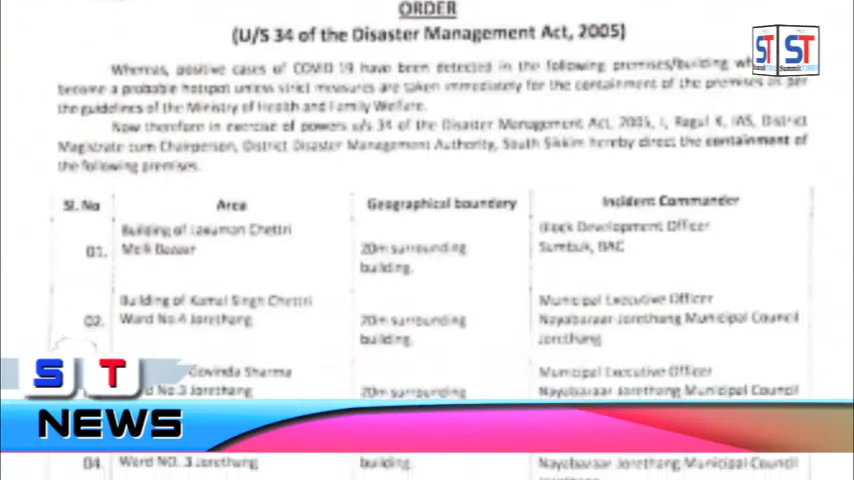 ORDER
(U/S 34 of the Disaster Management Act, 2005)
Whereas, positive cases of COVID 19 have been detected in the following premises/building
become a probable hotspot unless strict measures are taken immediately for the containment of the premises as per
the guidelines of the Ministry of Health and Family Welfare.
Now therefore in exercise of powers u/s 34 of the Disaster Management Act, 2005, I, Ragul K, IAS, District
Magistrate cum Chairperson, District Disaster Management Authority, South Sikkim hereby direct the containment of
the following premises.
Sl. No Area Geographical boundary Incident Commander
01. Building of Laxuman Chettri
Melli Bazaar
20m surrounding
building.
Block Development Officer
Sumbuk, BAC
02. Building of Kamal Singh Chettri
Ward No.4 Jorethang
20m surrounding
building.
Municipal Executive Officer
Nayabazaar Jorethang Municipal Council
Jorethang
Govinda Sharma
No.3 Jorethang
20m surrounding
Municipal Executive Officer
Nayabazaar Jorethang Municipal Council
04. Ward NO. 3 Jorethang
building.
Nayabazaar Jorethang Municipal Council
ST ST
S T
NEWS